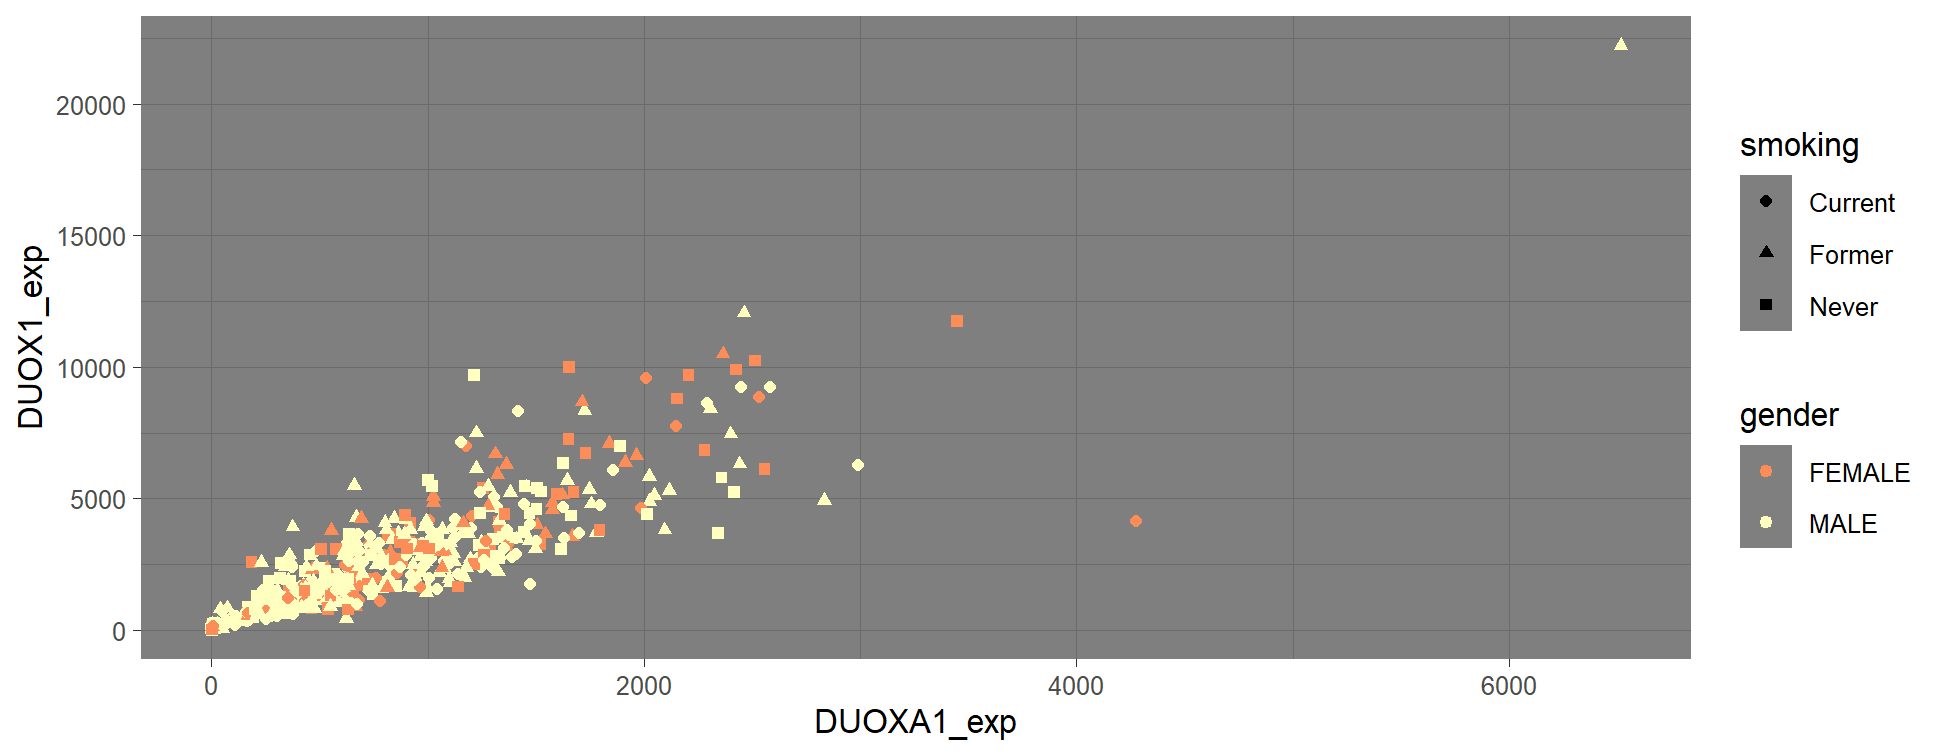 20000
15000
10000
5000
0
DUOX1_exp
0 2000 4000 6000
DUOXA1_exp
smoking
Current
Former
Never
gender
FEMALE
MALE